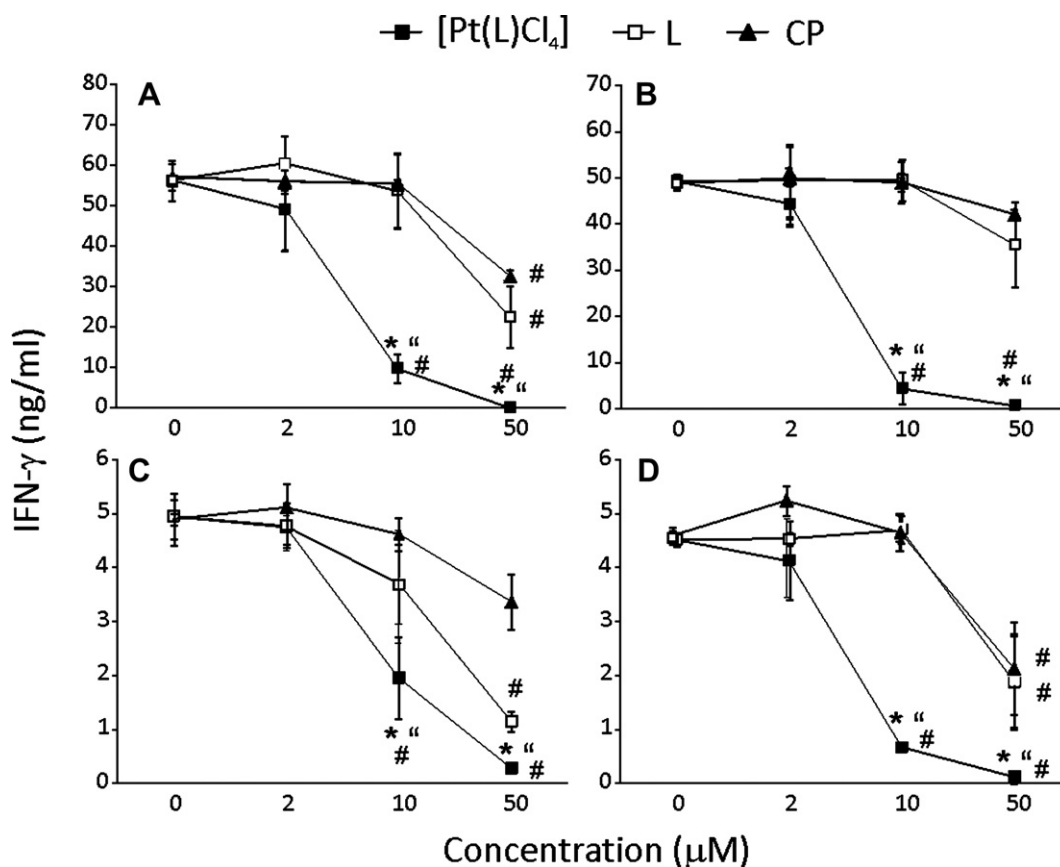 [Pt(L)Cl₄] L CP
A B
80 70
70 60
60 50
50 40
40 30
30 20
20 10
10 0
0
# #
* “ # # * “
* “ # # * “
0 2 10 50 0 2 10 50
IFN-γ (ng/ml)
C D
6 6
5 5
4 4
3 3
2 2
1 1
0 0
# * “ # * “ #
# # * “ # * “ #
0 2 10 50 0 2 10 50
Concentration (μM)